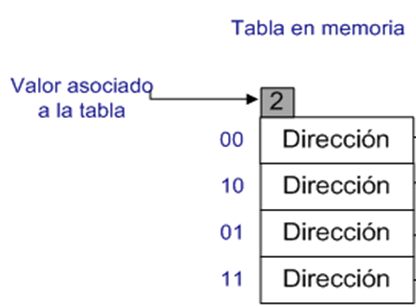 Tabla en memoria
Valor asociado
a la tabla
2
00 Dirección
10 Dirección
01 Dirección
11 Dirección